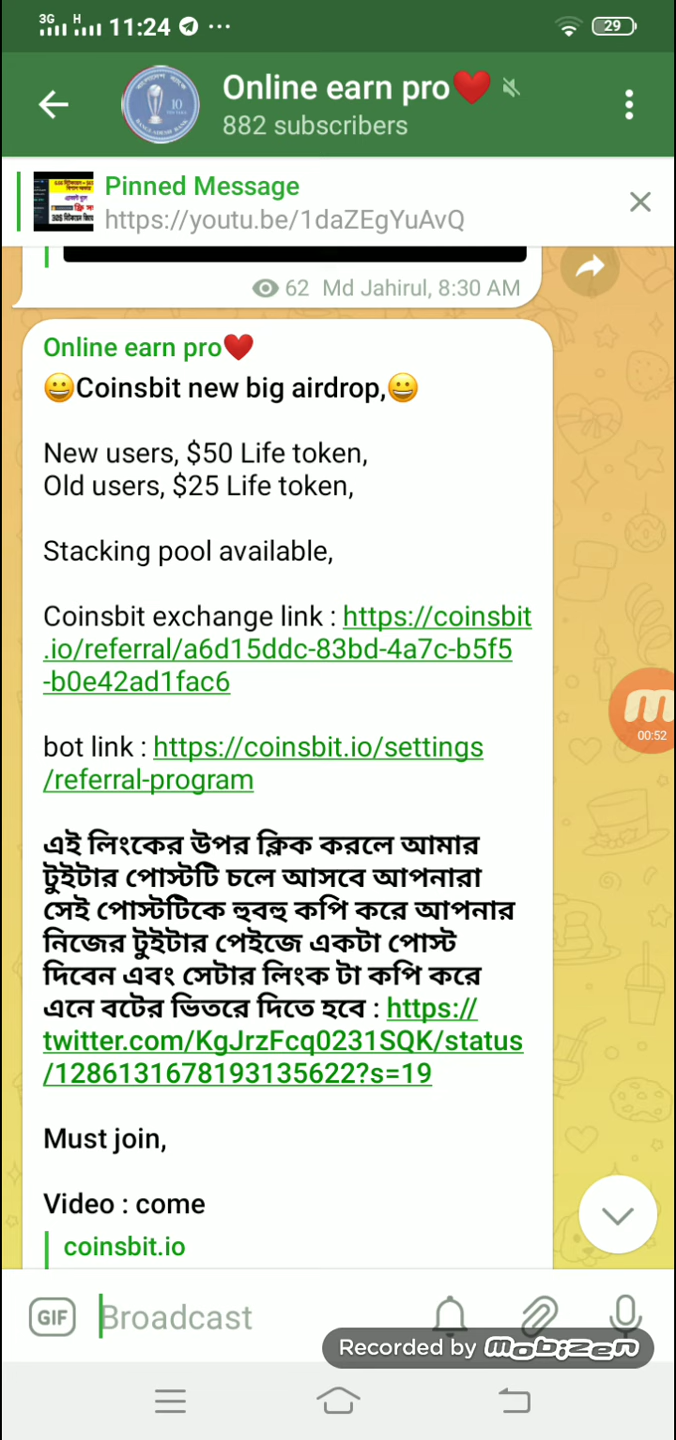 3G H 11:24 29
Online earn pro❤️
882 subscribers
Pinned Message
https://youtu.be/1daZEgYuAvQ
62 Md Jahirul, 8:30 AM
Online earn pro❤️
😀Coinsbit new big airdrop,😀
New users, $50 Life token,
Old users, $25 Life token,
Stacking pool available,
Coinsbit exchange link : https://coinsbit
.io/referral/a6d15ddc-83bd-4a7c-b5f5
-b0e42ad1fac6
00:52
bot link : https://coinsbit.io/settings
/referral-program
এই লিংকের উপর ক্লিক করলে আমার
টুইটার পোস্টটি চলে আসবে আপনারা
সেই পোস্টটিকে হুবহু কপি করে আপনার
নিজের টুইটার পেইজে একটা পোস্ট
দিবেন এবং সেটার লিংক টা কপি করে
এনে বটের ভিতরে দিতে হবে : https://
twitter.com/KgJrzFcq0231SQK/status
/1286131678193135622?s=19
Must join,
Video : come
coinsbit.io
GIF Broadcast
Recorded by mobizen